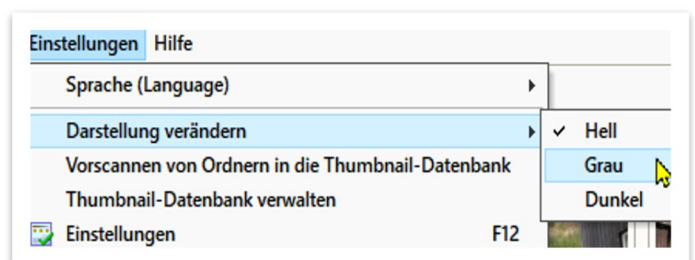 Einstellungen Hilfe
Sprache (Language)
Darstellung verändern
Hell
Vorscannen von Ordnern in die Thumbnail-Datenbank
Grau
Thumbnail-Datenbank verwalten
Dunkel
Einstellungen F12